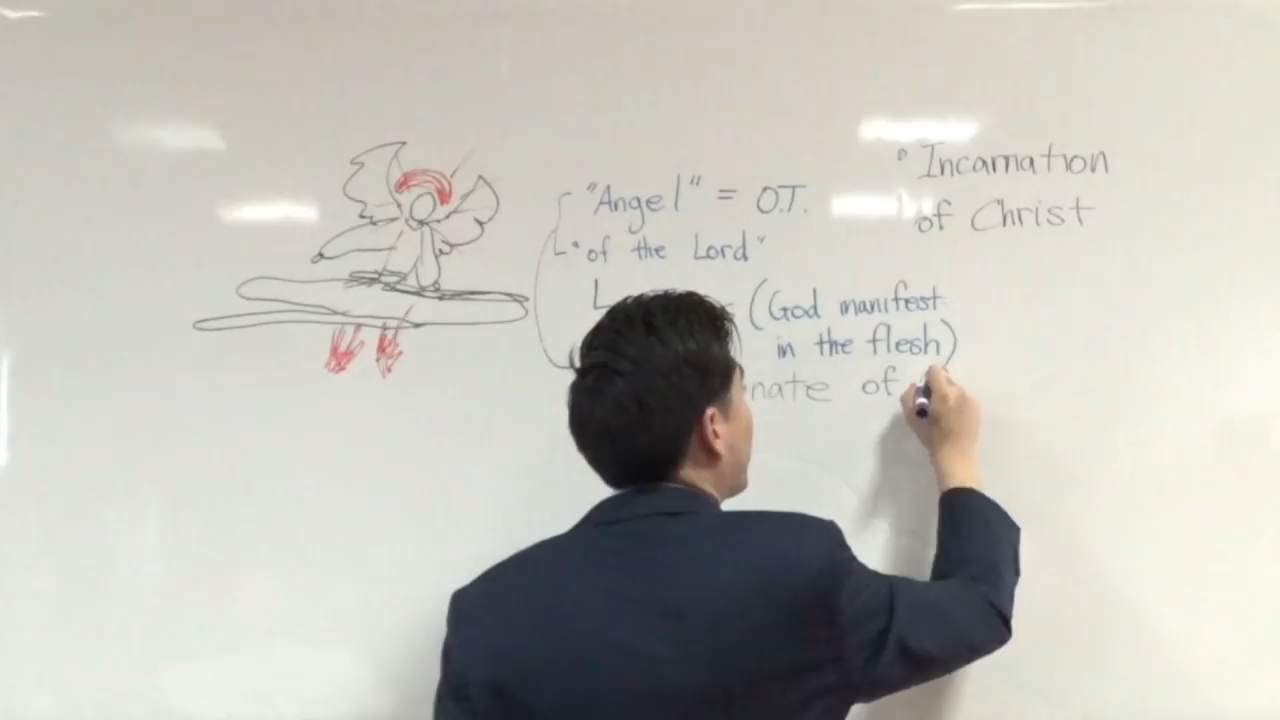 "Angel" = O.T.
"of the Lord"
(God manifest
in the flesh)
nate of
° Incarnation
of Christ